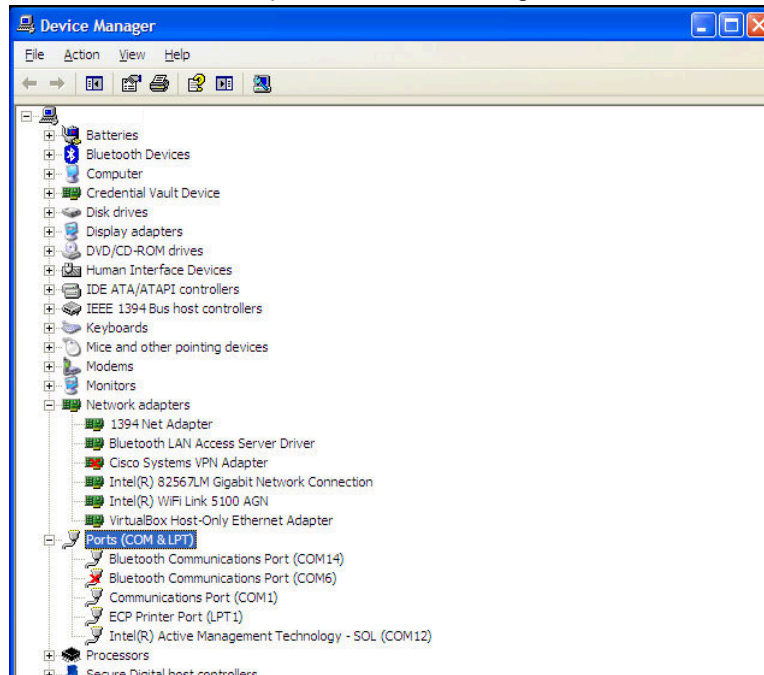 Device Manager
File Action View Help
Batteries
Bluetooth Devices
Computer
Credential Vault Device
Disk drives
Display adapters
DVD/CD-ROM drives
Human Interface Devices
IDE ATA/ATAPI controllers
IEEE 1394 Bus host controllers
Keyboards
Mice and other pointing devices
Modems
Monitors
Network adapters
1394 Net Adapter
Bluetooth LAN Access Server Driver
Cisco Systems VPN Adapter
Intel(R) 82567LM Gigabit Network Connection
Intel(R) WiFi Link 5100 AGN
VirtualBox Host-Only Ethernet Adapter
Ports (COM & LPT)
Bluetooth Communications Port (COM14)
Bluetooth Communications Port (COM6)
Communications Port (COM1)
ECP Printer Port (LPT1)
Intel(R) Active Management Technology - SOL (COM12)
Processors
Secure Digital host controllers